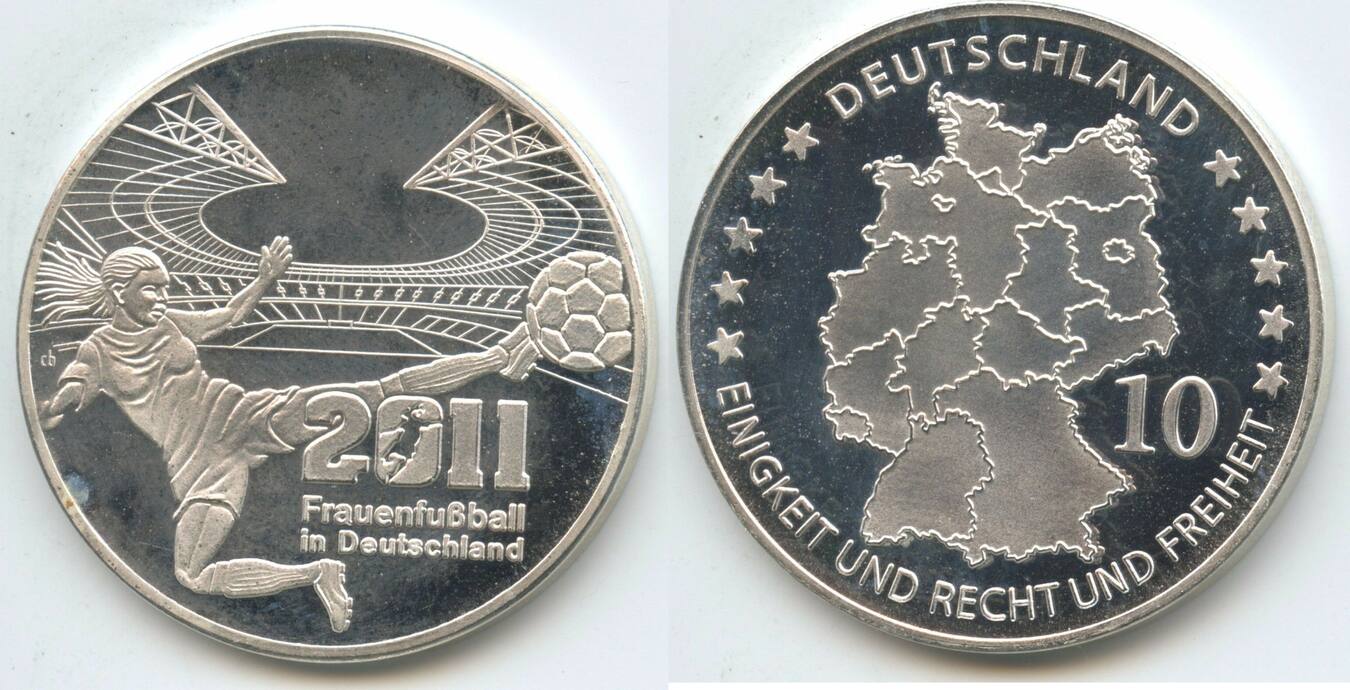 cb
2011
Frauenfußball
in Deutschland
DEUTSCHLAND
10
EINIGKEIT UND RECHT UND FREIHEIT